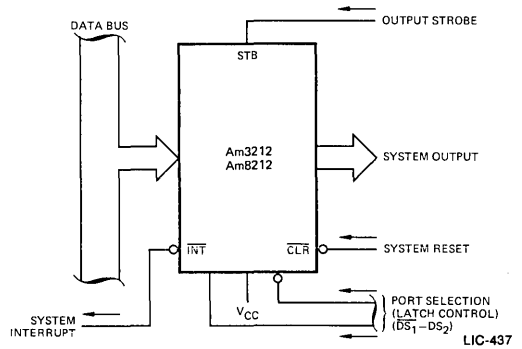 DATA BUS
OUTPUT STROBE
STB
Am3212
Am8212
SYSTEM OUTPUT
INT
CLR
SYSTEM RESET
VCC
PORT SELECTION
(LATCH CONTROL)
(DS1–DS2)
SYSTEM
INTERRUPT
LIC-437